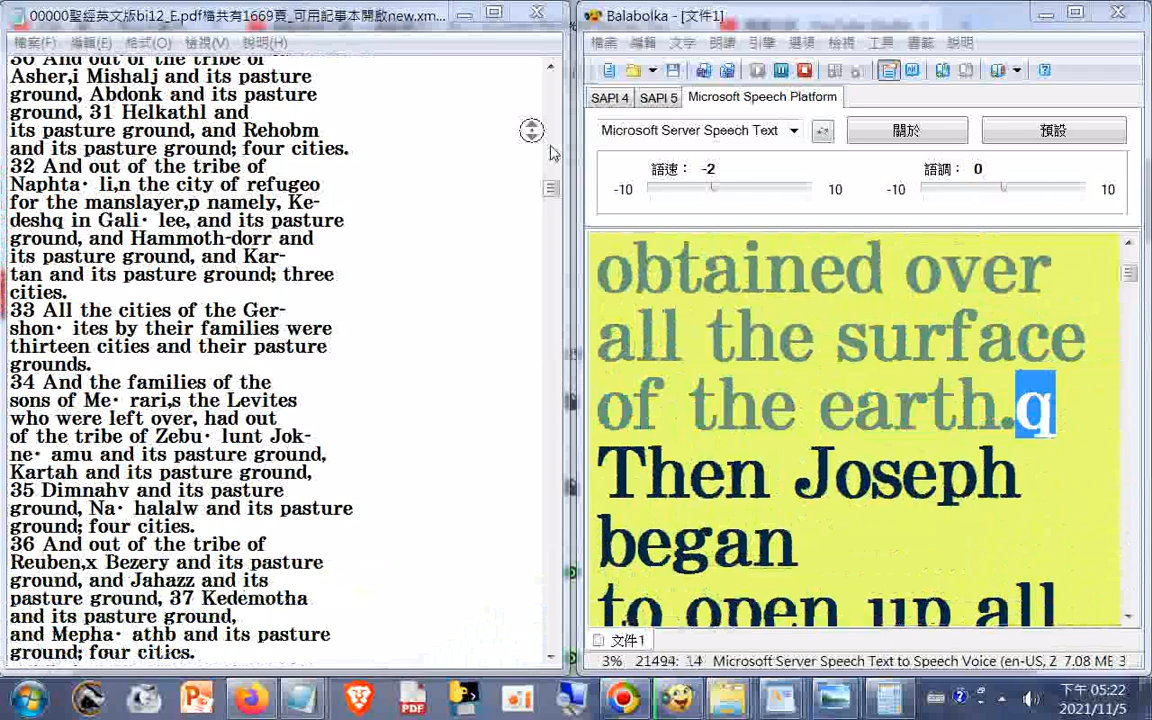 00000聖經英文版bi12_E.pdf檔共有1669頁_可用記事本開啟new.xm...
檔案(F) 編輯(E) 格式(O) 檢視(V) 說明(H)
30 And out of the tribe of
Asher,i Mishalj and its pasture
ground, Abdonk and its pasture
ground, 31 Helkathl and
its pasture ground, and Rehobm
and its pasture ground; four cities.
32 And out of the tribe of
Naphta· li,n the city of refugeo
for the manslayer,p namely, Ke-
deshq in Gali· lee, and its pasture
ground, and Hammoth-dorr and
its pasture ground, and Kar-
tan and its pasture ground; three
cities.
33 All the cities of the Ger-
shon· ites by their families were
thirteen cities and their pasture
grounds.
34 And the families of the
sons of Me· rari,s the Levites
who were left over, had out
of the tribe of Zebu· lunt Jok-
ne· amu and its pasture ground,
Kartah and its pasture ground,
35 Dimnahv and its pasture
ground, Na· halalw and its pasture
ground; four cities.
36 And out of the tribe of
Reuben,x Bezery and its pasture
ground, and Jahazz and its
pasture ground, 37 Kedemotha
and its pasture ground,
and Mepha· athb and its pasture
ground; four cities.
Balabolka - [文件1]
檔案 編輯 文字 朗讀 引擎 選項 檢視 工具 書籤 說明
SAPI 4 SAPI 5 Microsoft Speech Platform
Microsoft Server Speech Text 關於 預設
語速： -2 語調： 0
-10 10 -10 10
obtained over
all the surface
of the earth.q
Then Joseph
began
to open up all
文件1
3% 21494: 14 Microsoft Server Speech Text to Speech Voice (en-US, Z 7.08 ME 3
PDF
下午 05:22
2021/11/5